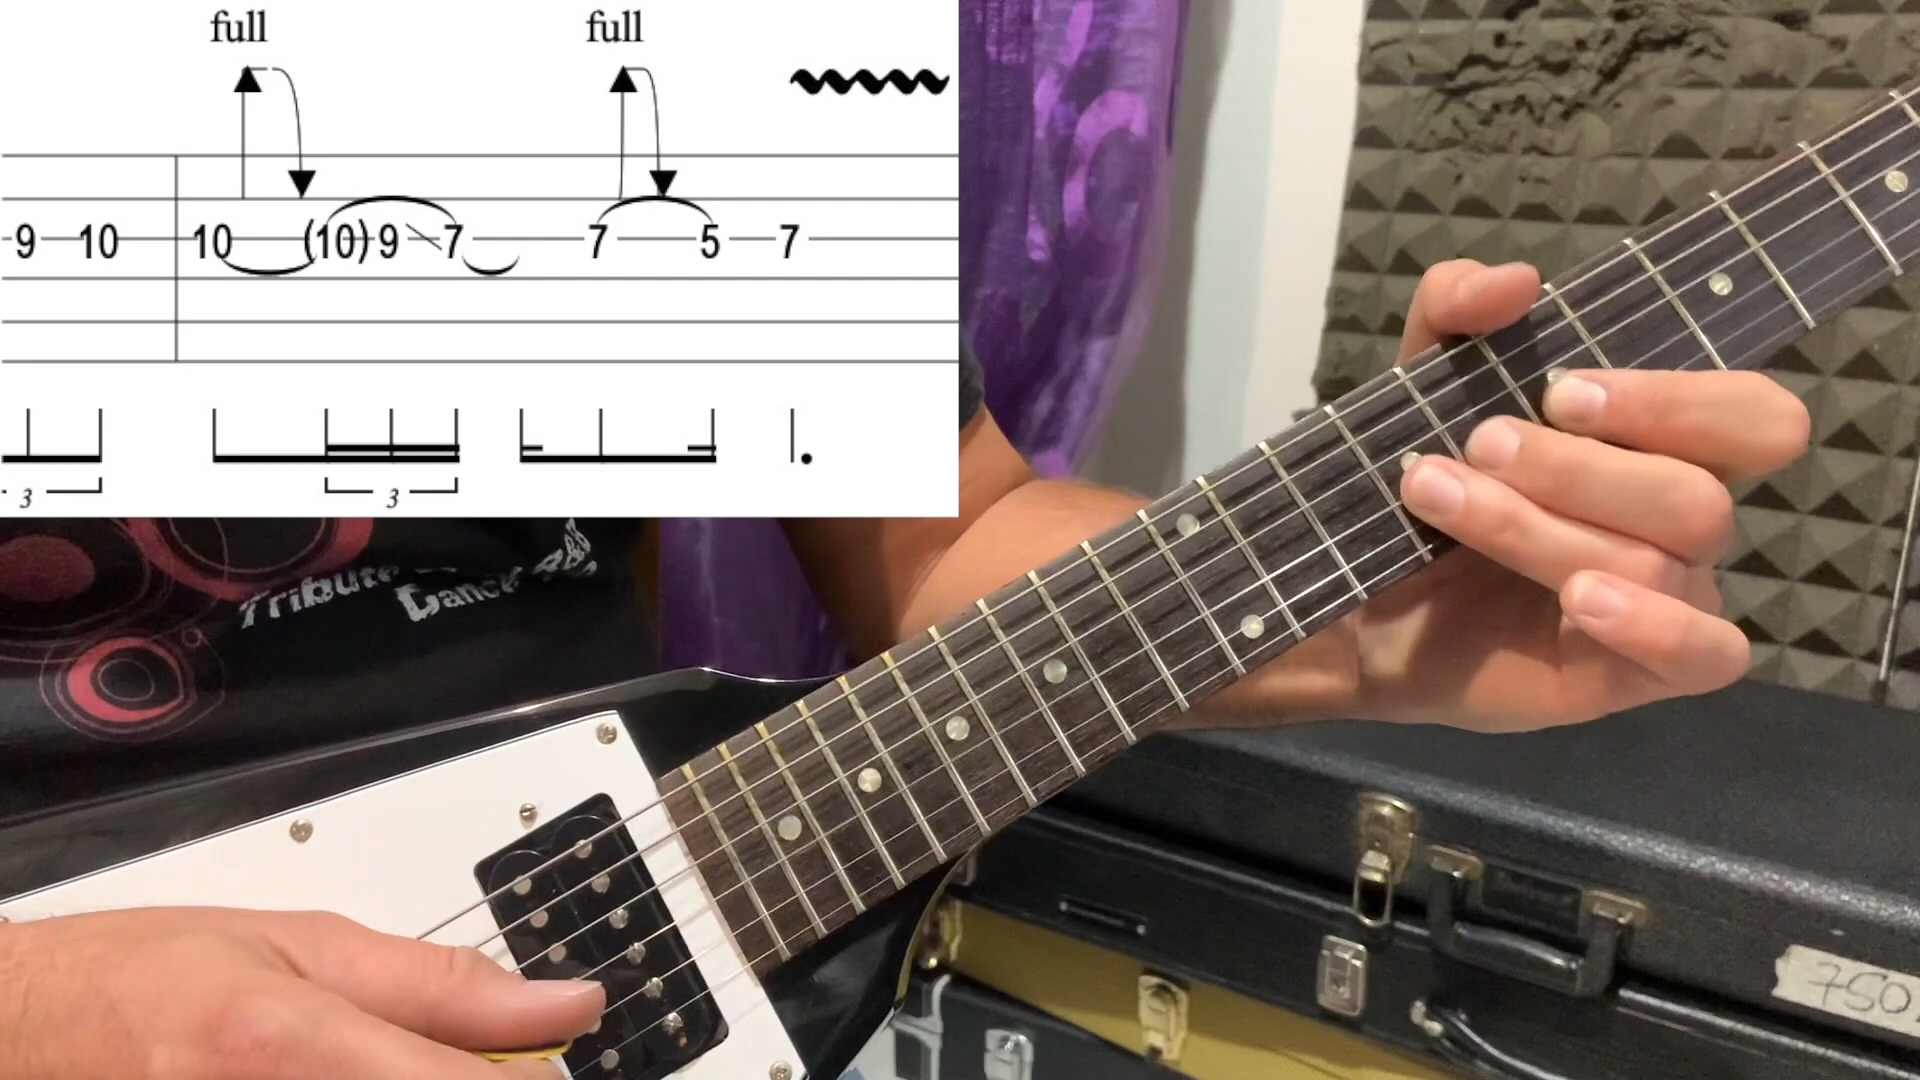 full full
9 10 10 (10) 9 7 7 5 7
3 3
Tribute
Dance
750